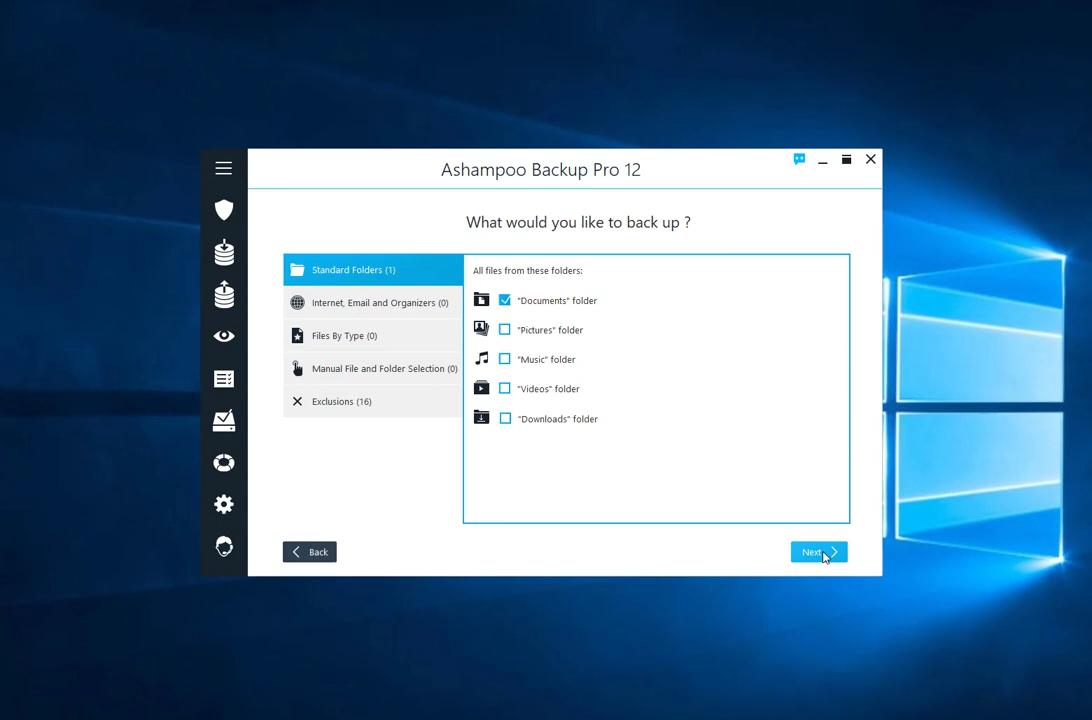 Ashampoo Backup Pro 12
What would you like to back up ?
Standard Folders (1)
Internet, Email and Organizers (0)
Files By Type (0)
Manual File and Folder Selection (0)
Exclusions (16)
All files from these folders:
"Documents" folder
"Pictures" folder
"Music" folder
"Videos" folder
"Downloads" folder
Back
Next